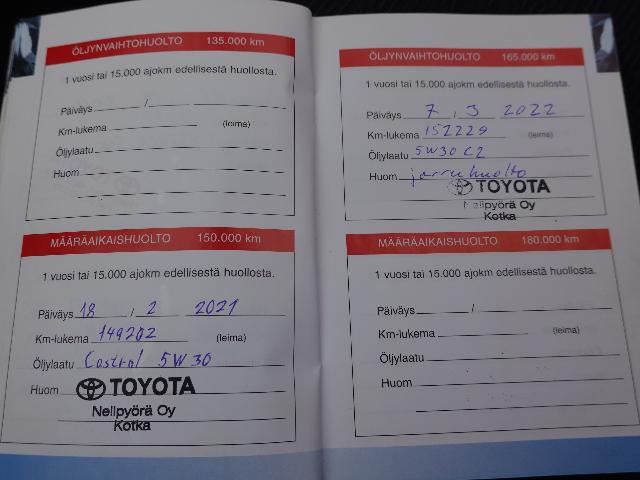 ÖLJYNVAIHTOHUOLTO 135.000 km
1 vuosi tai 15.000 ajokm edellisestä huollosta.
Päiväys /
Km-lukema (leima)
Öljylaatu
Huom
MÄÄRÄAIKAISHUOLTO 150.000 km
1 vuosi tai 15.000 ajokm edellisestä huollosta.
Päiväys 18 / 2 2021
Km-lukema 149202 (leima)
Öljylaatu Castrol 5W30
Huom TOYOTA
Nelipyörä Oy
Kotka
ÖLJYNVAIHTOHUOLTO 165.000 km
1 vuosi tai 15.000 ajokm edellisestä huollosta.
Päiväys 7 / 3 2022
Km-lukema 152229 (leima)
Öljylaatu 5W30 C2
Huom jarruhuolto
TOYOTA
Nelipyörä Oy
Kotka
MÄÄRÄAIKAISHUOLTO 180.000 km
1 vuosi tai 15.000 ajokm edellisestä huollosta.
Päiväys /
Km-lukema (leima)
Öljylaatu
Huom